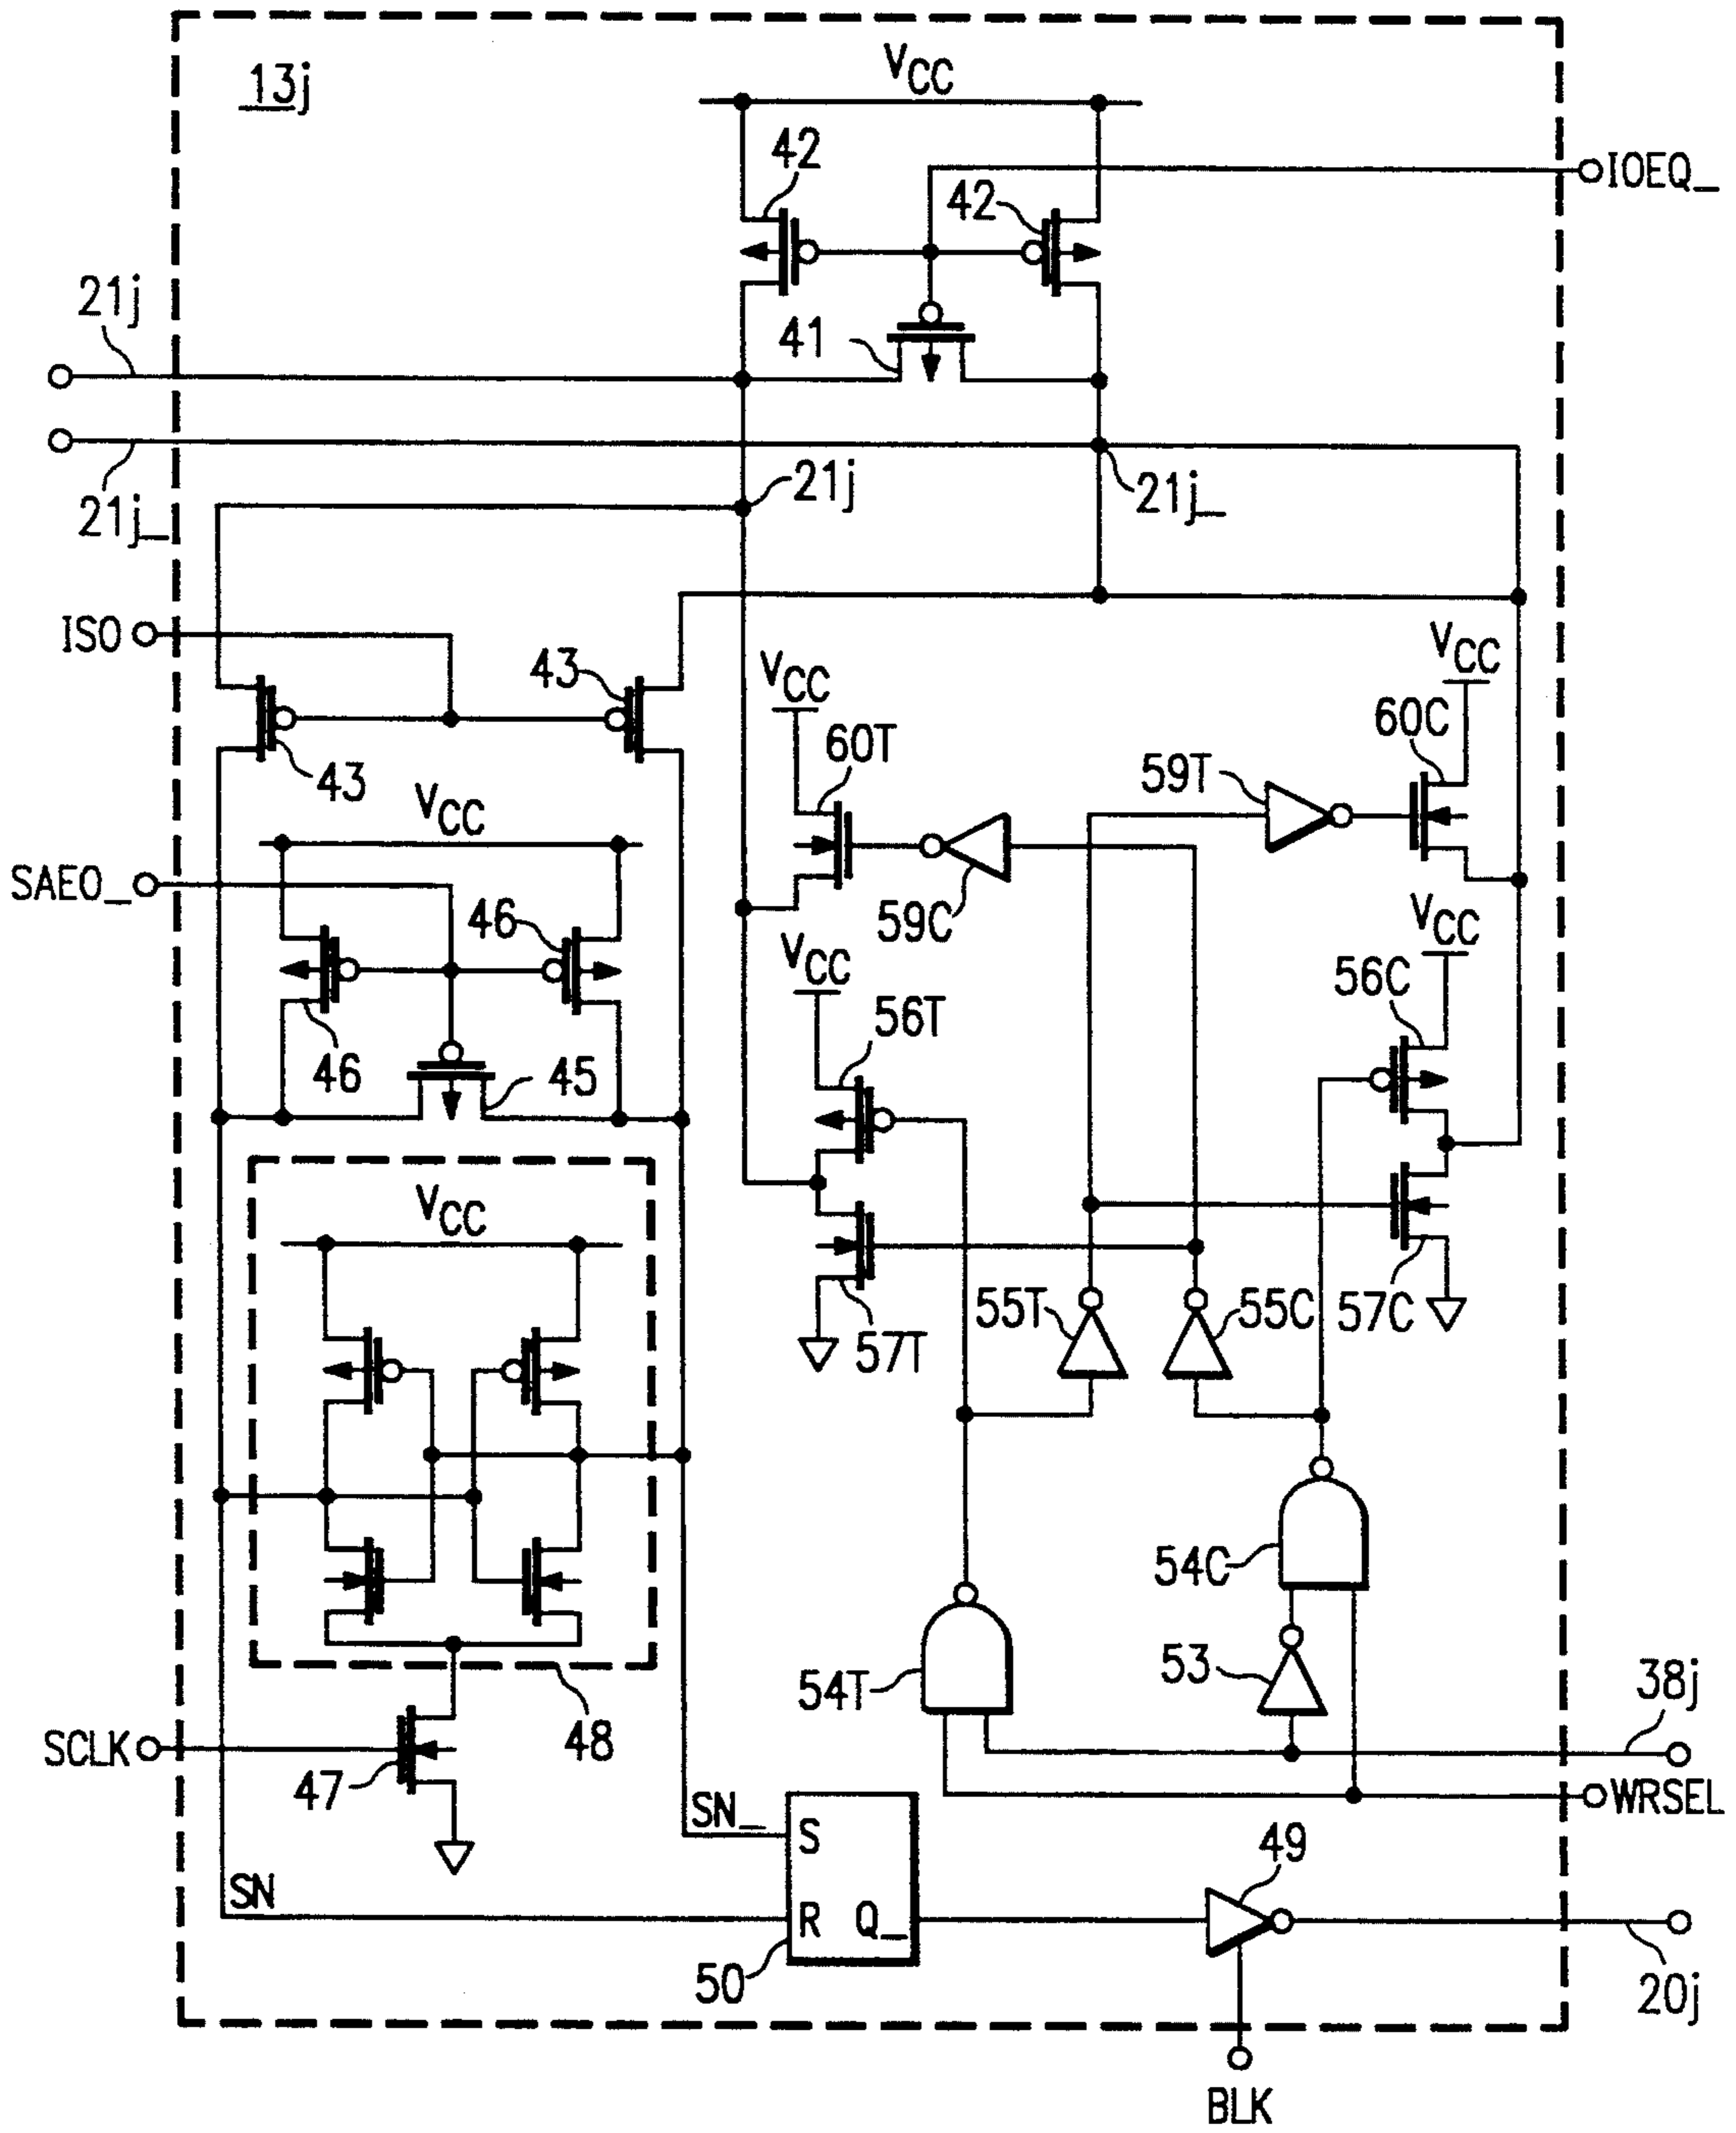 13j
VCC
42
IOEQ_
42
21j
41
21j_
21j
21j_
ISO
43
VCC
VCC
60C
60T
59T
43
VCC
SAEO_
46
59C
VCC
VCC
56C
56T
46
45
VCC
55T
55C
57C
57T
54C
54T
53
38j
48
SCLK
47
WRSEL
SN_
S
49
SN
R
Q_
50
20j
BLK